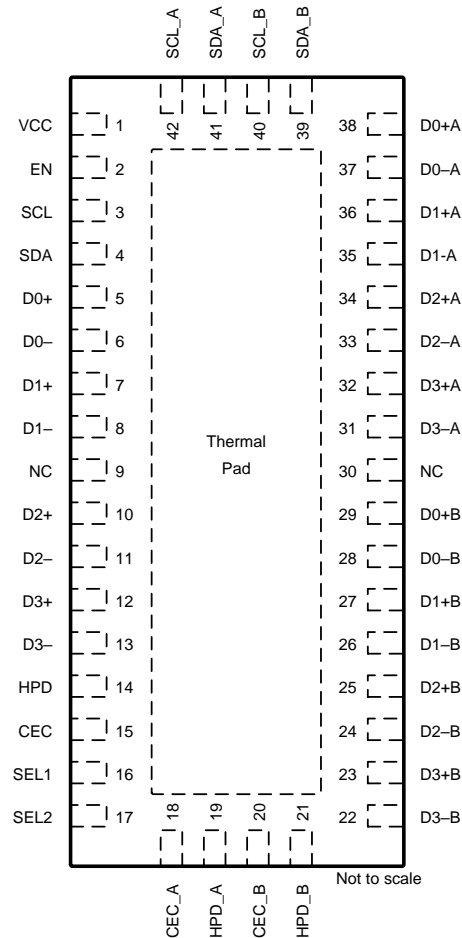 SCL_A
SDA_A
SCL_B
SDA_B
42
41
40
39
VCC 1
38 D0+A
EN 2
37 D0–A
SCL 3
36 D1+A
SDA 4
35 D1-A
D0+ 5
34 D2+A
D0– 6
33 D2–A
D1+ 7
32 D3+A
D1– 8
31 D3–A
Thermal
Pad
NC 9
30 NC
D2+ 10
29 D0+B
D2– 11
28 D0–B
D3+ 12
27 D1+B
D3– 13
26 D1–B
HPD 14
25 D2+B
CEC 15
24 D2–B
SEL1 16
23 D3+B
SEL2 17
22 D3–B
18
19
20
21
CEC_A
HPD_A
CEC_B
HPD_B
Not to scale